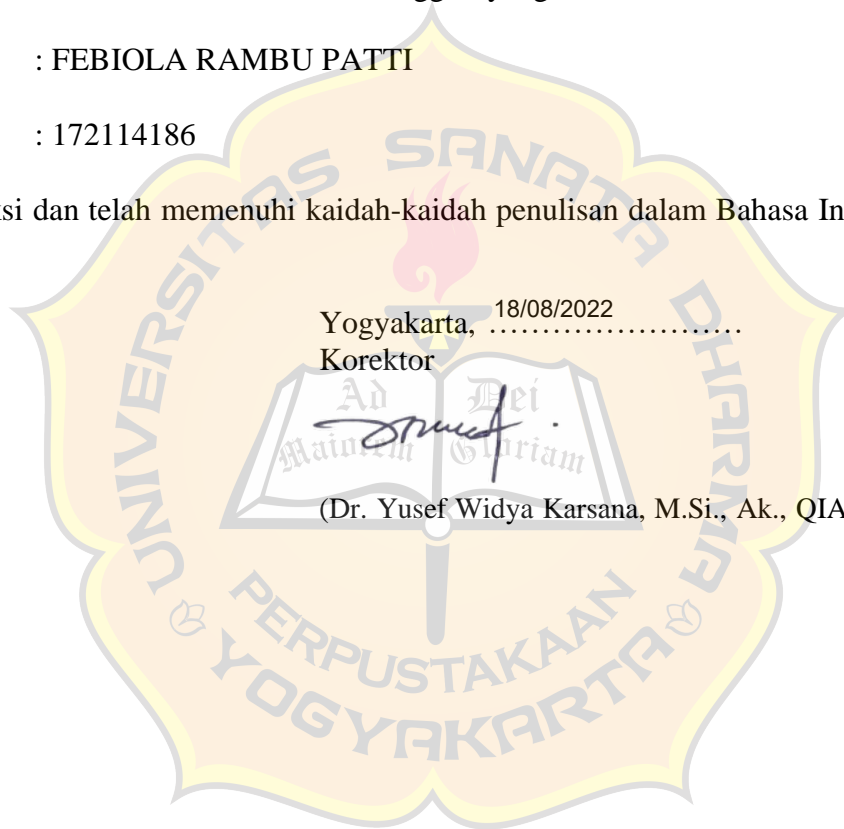 : FEBIOLA RAMBU PATTI
: 172114186
si dan telah memenuhi kaidah-kaidah penulisan dalam Bahasa In
Yogyakarta, 18/08/2022
Korektor
(Dr. Yusef Widya Karsana, M.Si., Ak., QIA
UNIVERSITAS SANATA DHARMA
Ad Dei
Maiorem Gloriam
PERPUSTAKAAN
YOGYAKARTA